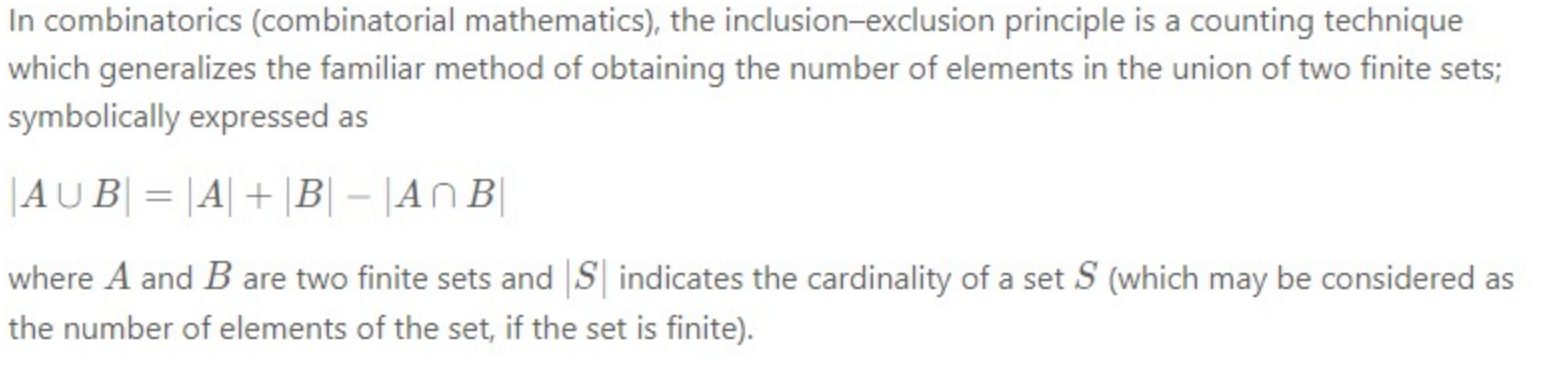 In combinatorics (combinatorial mathematics), the inclusion–exclusion principle is a counting technique
which generalizes the familiar method of obtaining the number of elements in the union of two finite sets;
symbolically expressed as
|A ∪ B| = |A| + |B| − |A ∩ B|
where A and B are two finite sets and |S| indicates the cardinality of a set S (which may be considered as
the number of elements of the set, if the set is finite).